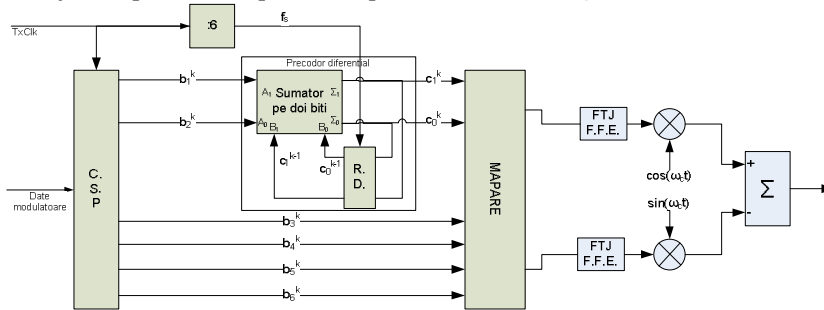 :6
fs
TxClk
Precodor diferential
b1k
A1 Sumator Σ1
pe doi biti
A0 B1 B0 Σ0
b2k
c1k
c0k
c1k-1
c0k-1
R.
D.
C.
S.
P
Date
modulatoare
b3k
b4k
b5k
b6k
MAPARE
FTJ
F.F.E.
cos(ωct)
sin(ωct)
FTJ
F.F.E.
+
Σ
-